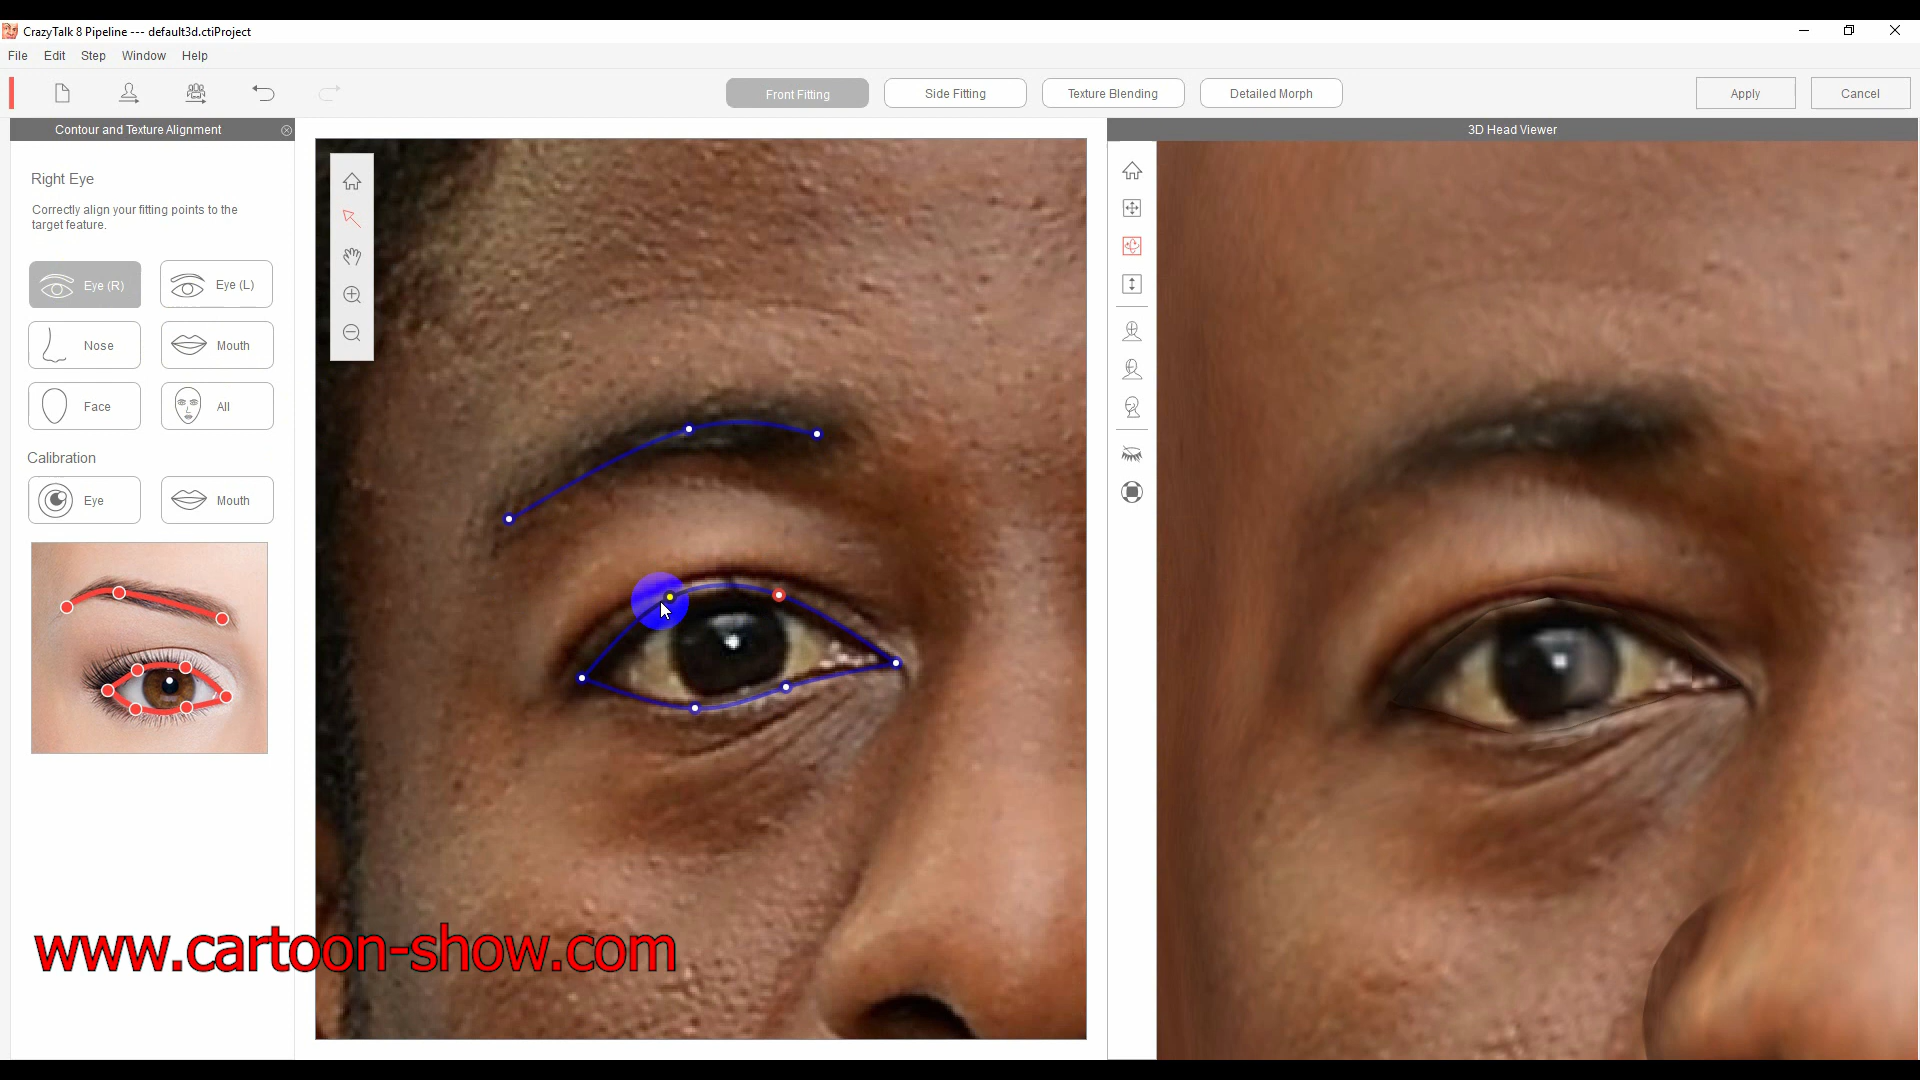 CrazyTalk 8 Pipeline --- default3d.ctiProject
File Edit Step Window Help
Front Fitting Side Fitting Texture Blending Detailed Morph Apply Cancel
Contour and Texture Alignment
3D Head Viewer
Right Eye
Correctly align your fitting points to the
target feature.
Eye (R) Eye (L)
Nose Mouth
Face All
Calibration
Eye Mouth
www.cartoon-show.com